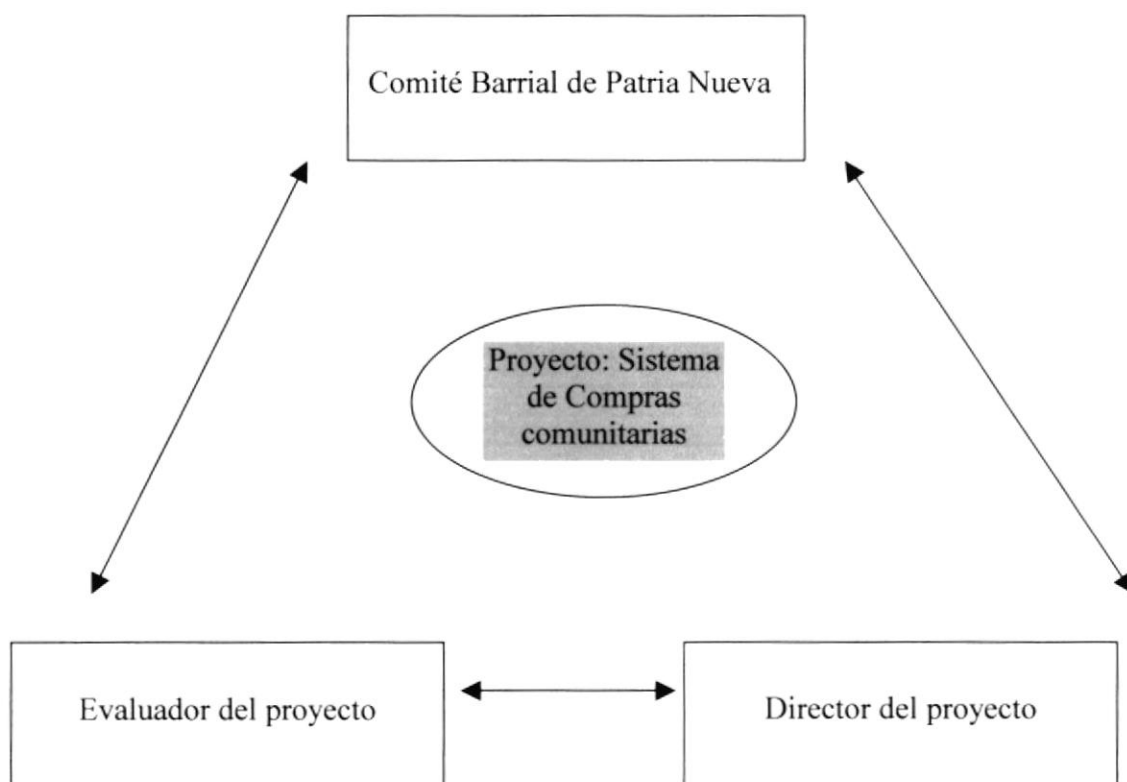 Comité Barrial de Patria Nueva
Proyecto: Sistema
de Compras
comunitarias
Evaluador del proyecto
Director del proyecto